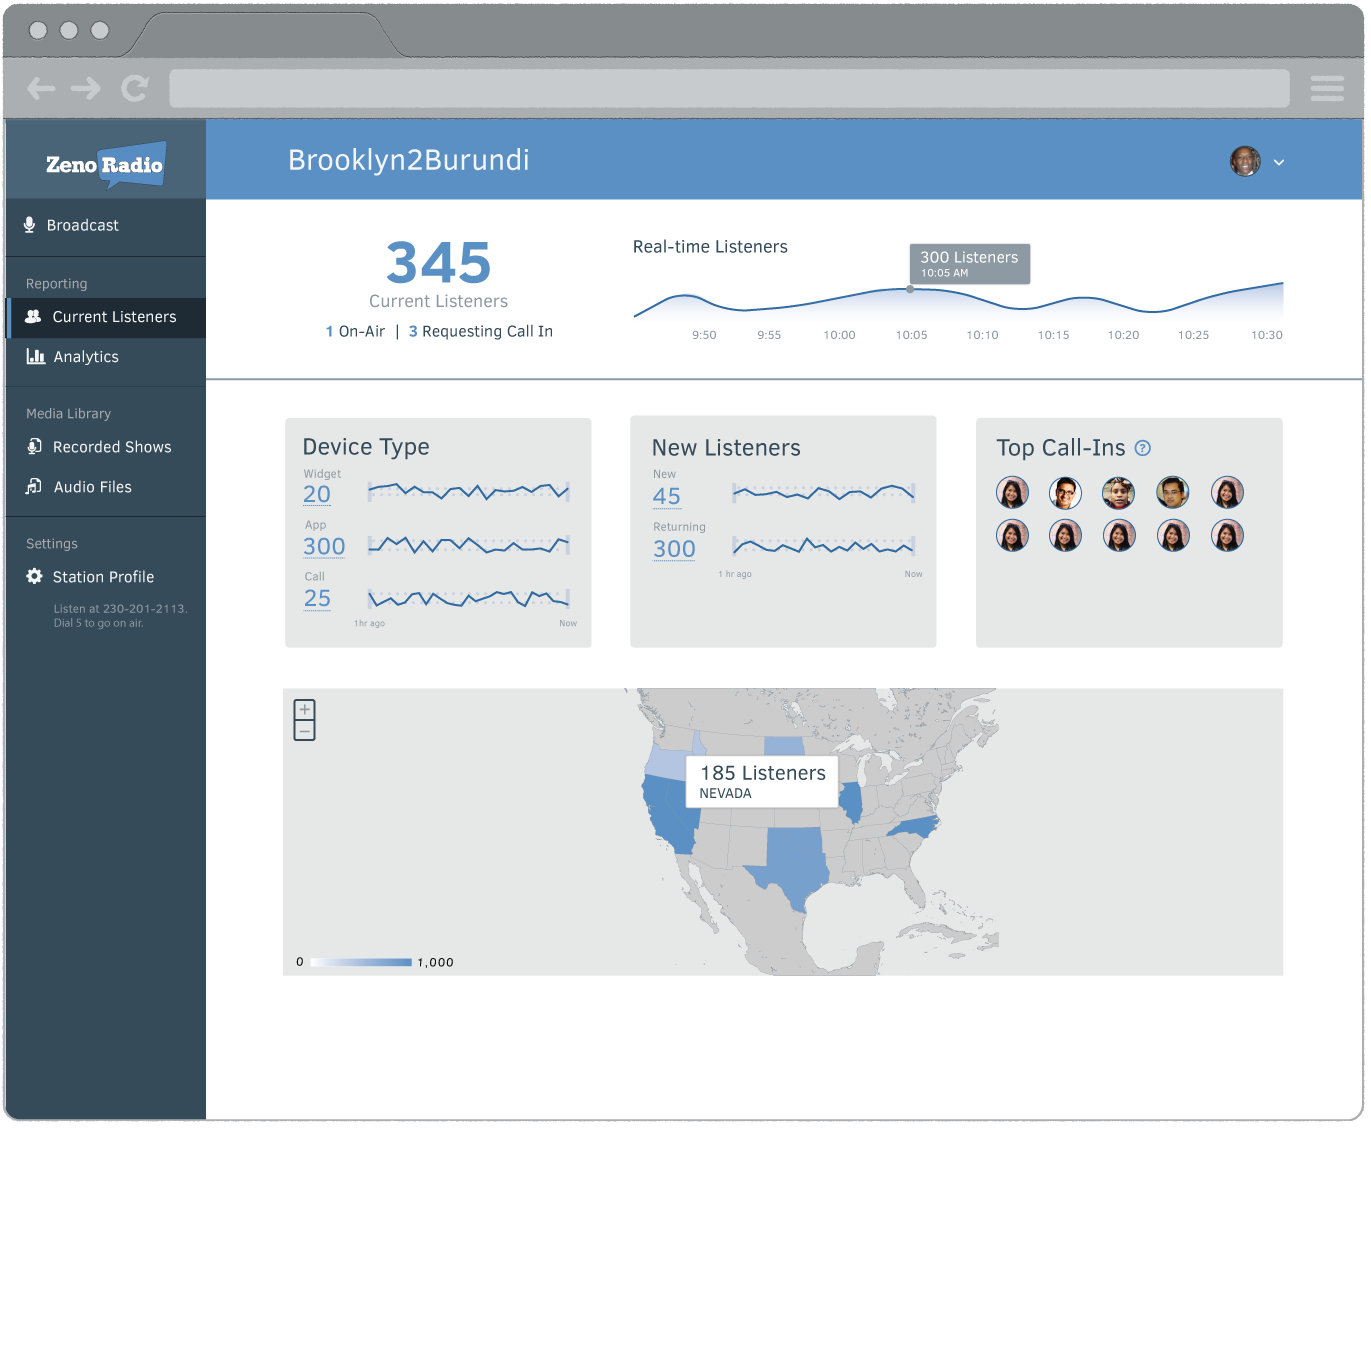 Zeno Radio
Brooklyn2Burundi
Broadcast
Reporting
Current Listeners
Analytics
Media Library
Recorded Shows
Audio Files
Settings
Station Profile
Listen at 230-201-2113.
Dial 5 to go on air.
345
Current Listeners
1 On-Air | 3 Requesting Call In
Real-time Listeners
300 Listeners
10:05 AM
9:50 9:55 10:00 10:05 10:10 10:15 10:20 10:25 10:30
Device Type
Widget
20
App
300
Call
25
1hr ago Now
New Listeners
New
45
Returning
300
1 hr ago Now
Top Call-Ins ?
+
−
185 Listeners
NEVADA
0 1,000